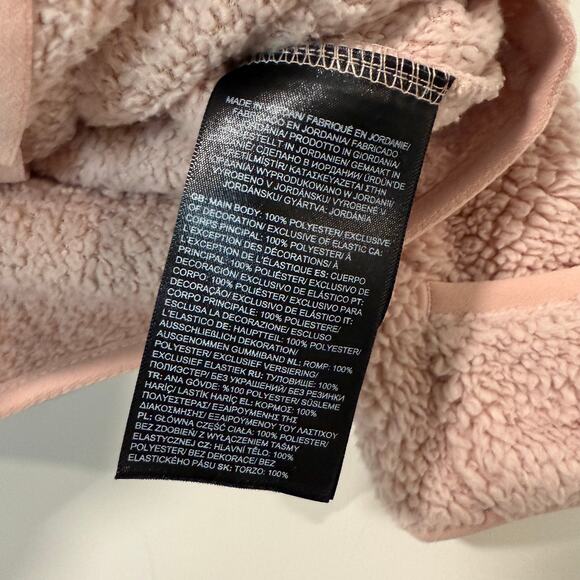 MADE IN JORDAN/ FABRIQUÉ EN JORDANIE/
FABRICADO EN JORDANIA/ FABRICADO
JORDÂNIA/ PRODOTTO IN GIORDANIA/
HERGESTELLT IN JORDANIEN/ GEMAAKT IN
JORDANIË/ СДЕЛАНО В ИОРДАНИИ/ ÜRDÜN'DE
ÜRETİLMİŞTİR/ ΚΑΤΑΣΚΕΥΑΖΕΤΑΙ ΣΤΗΝ
WYPRODUKOWANO W JORDANII/
VYROBENO V JORDÁNSKU/ VYROBENÉ V
JORDÁNSKU/ GYÁRTVA: JORDÁNIA
GB: MAIN BODY: 100% POLYESTER/ EXCLUSIVE
OF DECORATION/ EXCLUSIVE OF ELASTIC CA:
CORPS PINCIPAL: 100% POLYESTER/ À
L'EXCEPTION DES DÉCORATIONS/ À
L'EXCEPTION DE L'ÉLASTIQUE ES: CUERPO
PRINCIPAL: 100% POLIÉSTER/ EXCLUSIVO DE
DECORACIÓN/ EXCLUSIVO DE ELÁSTICO PT:
CORPO: 100% POLIÉSTER/ EXCLUSIVO PARA
DECORAÇÃO/ EXCLUSIVO DE ELÁSTICO IT:
CORPO PRINCIPALE: 100% POLIESTERE/
ESCLUSA LA DECORAZIONE/ ESCLUSO
L'ELASTICO DE: HAUPTTEIL: 100% POLYESTER/
AUSSCHLIEẞLICH DEKORATION/
AUSGENOMMEN GUMMIBAND NL: ROMP: 100%
POLYESTER/ EXCLUSIEF VERSIERING/
EXCLUSIEF ELASTIEK RU: ТУЛОВИЩЕ: 100%
ПОЛИЭСТЕР/ БЕЗ УКРАШЕНИЙ/ БЕЗ РЕЗИНКИ
TR: ANA GÖVDE: %100 POLYESTER/ SÜSLEME
HARİÇ/ LASTİK HARİÇ EL: ΚΟΡΜΟΣ: 100%
ΠΟΛΥΕΣΤΕΡΑΣ/ ΕΞΑΙΡΟΥΜΕΝΗΣ ΤΗΣ
ΔΙΑΚΟΣΜΗΣΗΣ/ ΕΞΑΙΡΟΥΜΕΝΟΥ ΤΟΥ ΛΑΣΤΙΧΟΥ
PL: GŁÓWNA CZĘŚĆ CIAŁA: 100% POLIESTER/
BEZ ZDOBIEŃ/ Z WYŁĄCZENIEM TAŚMY
ELASTYCZNEJ CZ: HLAVNÍ TĚLO: 100%
POLYESTER/ BEZ DEKORACE/ BEZ
ELASTICKÉHO PÁSU SK: TORZO: 100%